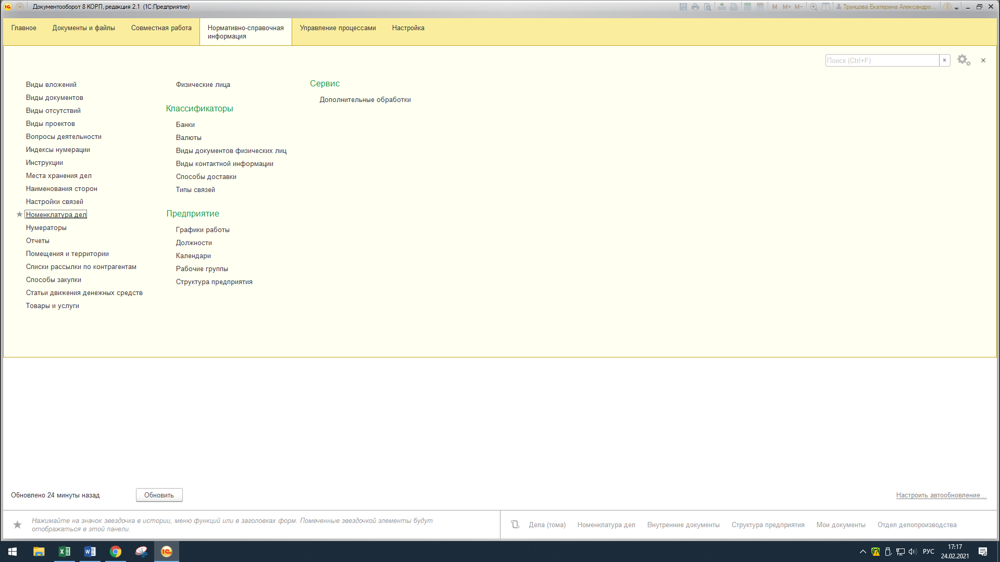 Документооборот 8 КОРП, редакция 2.1 (1С:Предприятие)
M M+ M-
Трунцова Екатерина Александро...
Главное
Документы и файлы
Совместная работа
Нормативно-справочная
информация
Управление процессами
Настройка
Поиск (Ctrl+F)
Виды вложений
Виды документов
Виды отсутствий
Виды проектов
Вопросы деятельности
Индексы нумерации
Инструкции
Места хранения дел
Наименования сторон
Настройки связей
Номенклатура дел
Нумераторы
Отчеты
Помещения и территории
Списки рассылки по контрагентам
Способы закупки
Статьи движения денежных средств
Товары и услуги
Физические лица
Классификаторы
Банки
Валюты
Виды документов физических лиц
Виды контактной информации
Способы доставки
Типы связей
Предприятие
Графики работы
Должности
Календари
Рабочие группы
Структура предприятия
Сервис
Дополнительные обработки
Обновлено 24 минуты назад
Обновить
Настроить автообновление...
Нажимайте на значок звездочка в истории, меню функций или в заголовках форм. Помеченные звездочкой элементы будут
отображаться в этой панели.
Дела (тома)
Номенклатура дел
Внутренние документы
Структура предприятия
Мои документы
Отдел делопроизводства
РУС
17:17
24.02.2021